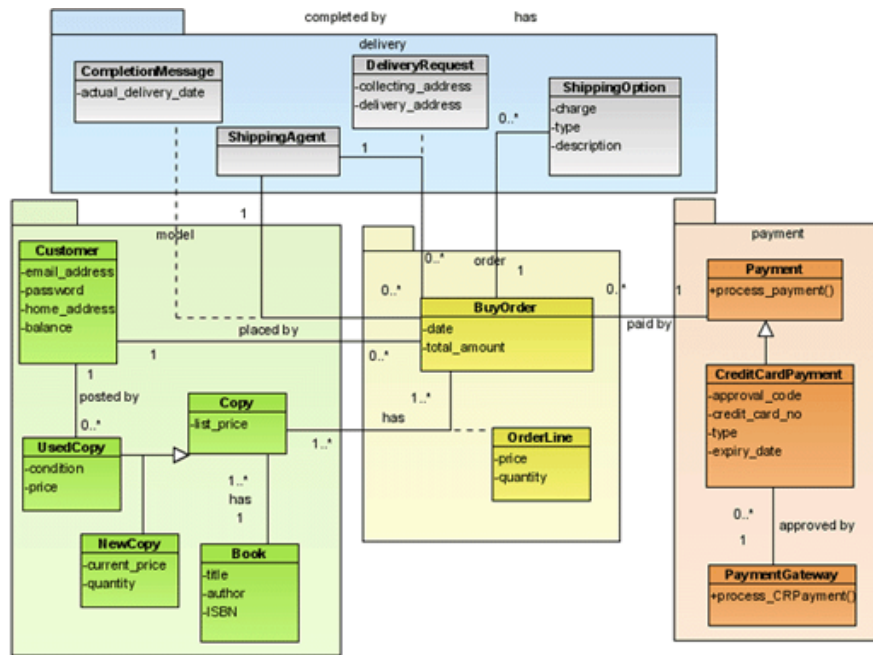 completed by
has
delivery
CompletionMessage
-actual_delivery_date
DeliveryRequest
-collecting_address
-delivery_address
ShippingOption
-charge
-type
-description
0..*
ShippingAgent
1
1
model
Customer
-email_address
-password
-home_address
-balance
order
0..*
1
0..*
0..*
BuyOrder
-date
-total_amount
placed by
1
0..*
payment
Payment
+process_payment()
1
paid by
1
posted by
0..*
Copy
-list_price
1..*
has
1..*
UsedCopy
-condition
-price
1..*
has
1
NewCopy
-current_price
-quantity
Book
-title
-author
-ISBN
OrderLine
-price
-quantity
CreditCardPayment
-approval_code
-credit_card_no
-type
-expiry_date
0..*
approved by
1
PaymentGateway
+process_CRPayment()